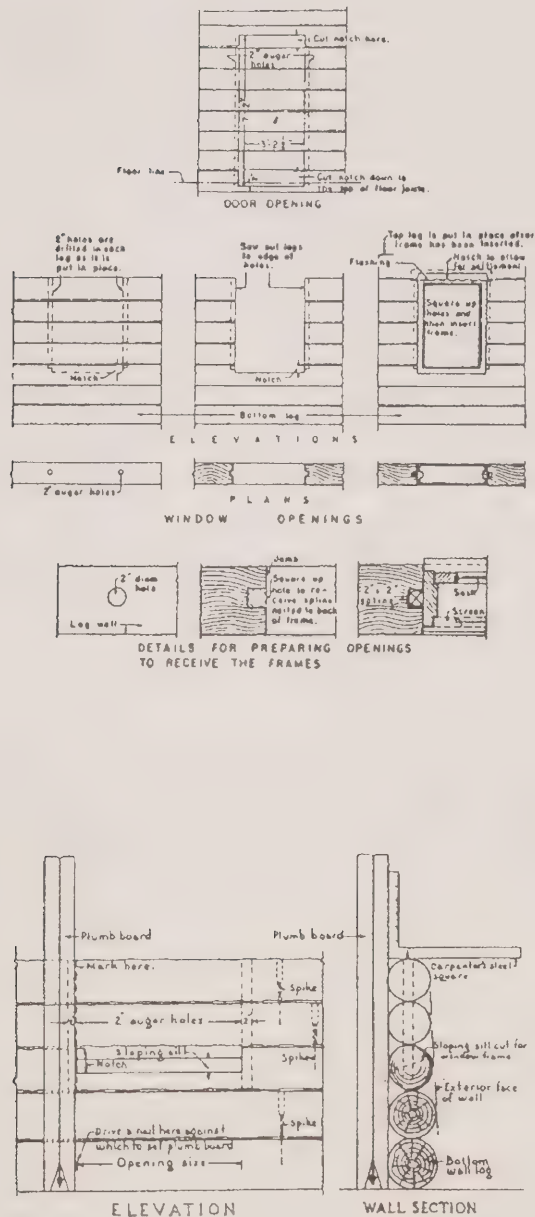 Cut notch here.
2" auger
holes
Floor line
Cut notch down to
the top of floor joists.
DOOR OPENING
2" holes are
drilled in each
log as it is
put in place.
Notch
Saw out logs
to edge of
holes.
Notch
Top log is put in place after
frame has been inserted.
Flashing
Notch to allow
for settlement
Square up
holes and
then insert
frame.
Bottom log
ELEVATIONS
2" auger holes
PLANS
WINDOW OPENINGS
2" diam
hole
Log wall
Jamb
Square up
hole to re-
ceive spline
nailed to back
of frame.
2" x 2"
spline
Sash
Screen
DETAILS FOR PREPARING OPENINGS
TO RECEIVE THE FRAMES
Plumb board
Mark here.
2" auger holes
2"
Spike
Sloping sill
Notch
Spike
Spike
Drive a nail here against
which to set plumb board
Opening size
ELEVATION
Plumb board
Carpenter's steel
square
Sloping sill cut for
window frame
Exterior face
of wall
Bottom
wall log
WALL SECTION